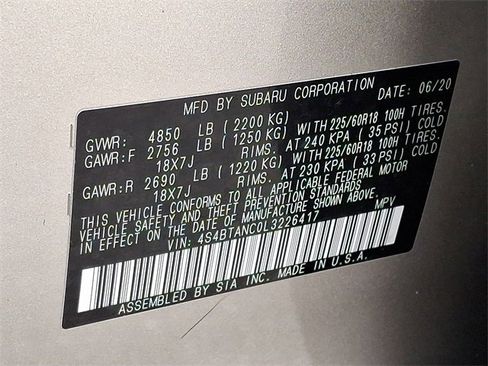 MFD BY SUBARU CORPORATION DATE: 06/20
GVWR: 4850 LB (2200 KG)
GAWR:F 2756 LB (1250 KG) WITH 225/60R18 100H TIRES.
18X7J RIMS. AT 240 KPA (35 PSI) COLD
GAWR:R 2690 LB (1220 KG) WITH 225/60R18 100H TIRES.
18X7J RIMS. AT 230 KPA (33 PSI) COLD
THIS VEHICLE CONFORMS TO ALL APPLICABLE FEDERAL MOTOR
VEHICLE SAFETY AND THEFT PREVENTION STANDARDS
IN EFFECT ON THE DATE OF MANUFACTURE SHOWN ABOVE.
VIN: 4S4BTANC0L3226417 MPV
ASSEMBLED BY SIA INC. MADE IN U.S.A.